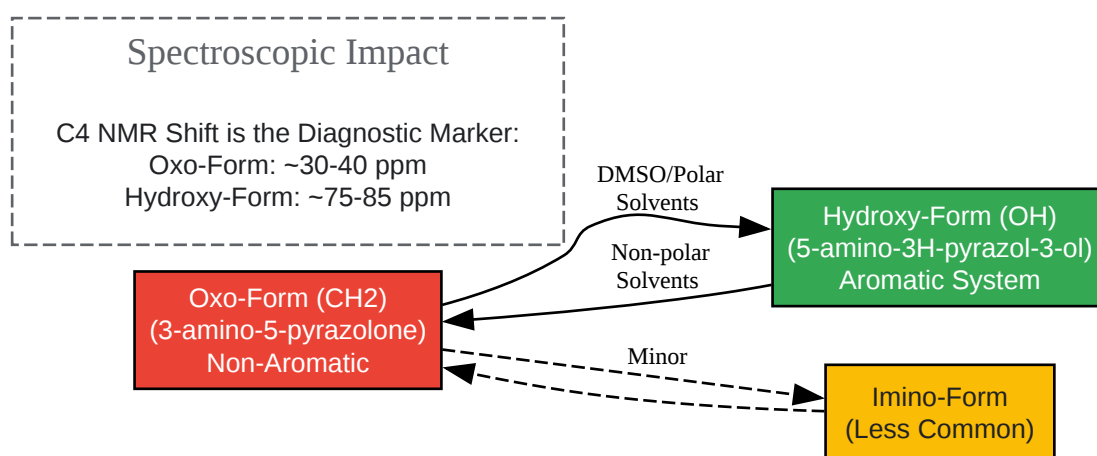 Spectroscopic Impact
C4 NMR Shift is the Diagnostic Marker:
Oxo-Form: ~30-40 ppm
Hydroxy-Form: ~75-85 ppm
DMSO/Polar
Solvents
Hydroxy-Form (OH)
(5-amino-3H-pyrazol-3-ol)
Aromatic System
Non-polar
Solvents
Oxo-Form (CH2)
(3-amino-5-pyrazolone)
Non-Aromatic
Minor
Imino-Form
(Less Common)